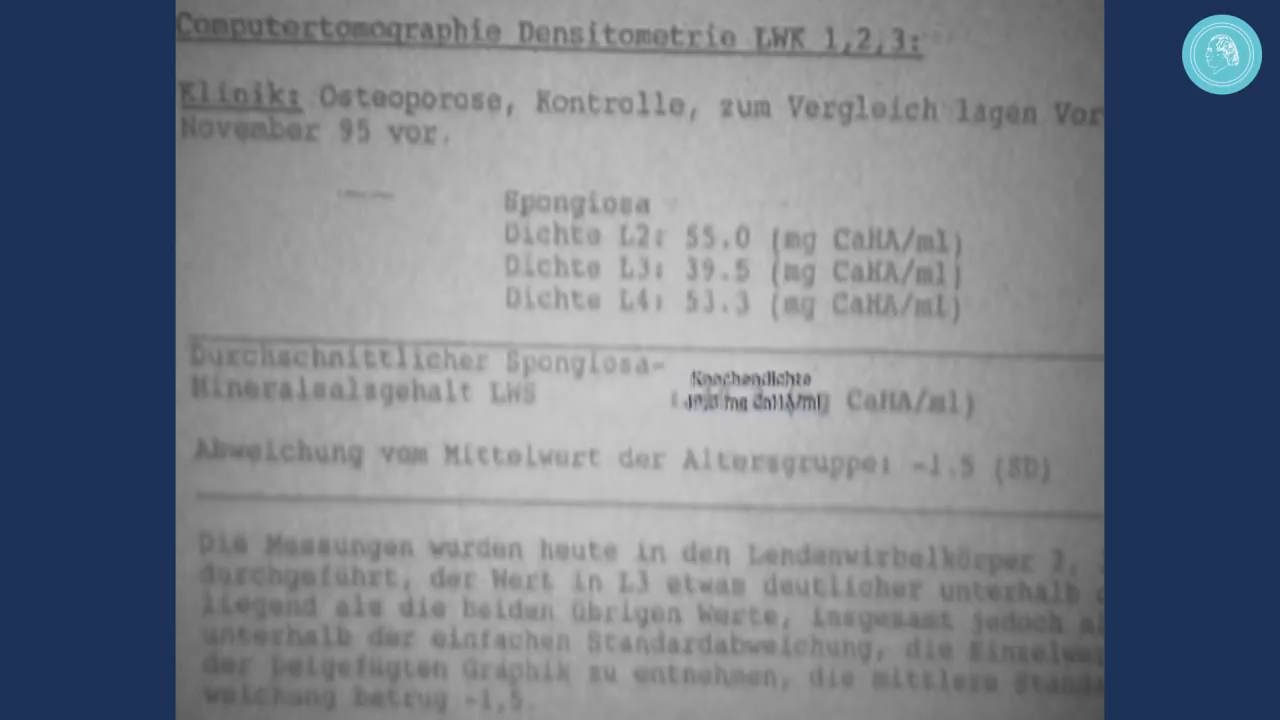 Computertomographie Densitometrie LWK 1,2,3:
Klinik: Osteoporose, Kontrolle, zum Vergleich lagen Vor
November 95 vor.
Spongiosa
Dichte L2: 55.0 (mg CaHA/ml)
Dichte L3: 39.5 (mg CaHA/ml)
Dichte L4: 53.3 (mg CaHA/ml)
Durchschnittlicher Spongiosa-
Knochendichte
Mineralsalzgehalt LWS CaHA/ml)
mg CaHA/ml
Abweichung vom Mittelwert der Altersgruppe: -1.5 (SD)
Die Messungen wurden heute in den Lendenwirbelkörper 2,
durchgeführt, der Wert in L3 etwas deutlicher unterhalb
liegend als die beiden übrigen Werte, insgesamt jedoch
unterhalb der einfachen Standardabweichung, die Einzelwe
der beigefügten Graphik zu entnehmen, die mittlere Standa
weichung betrug -1,5.